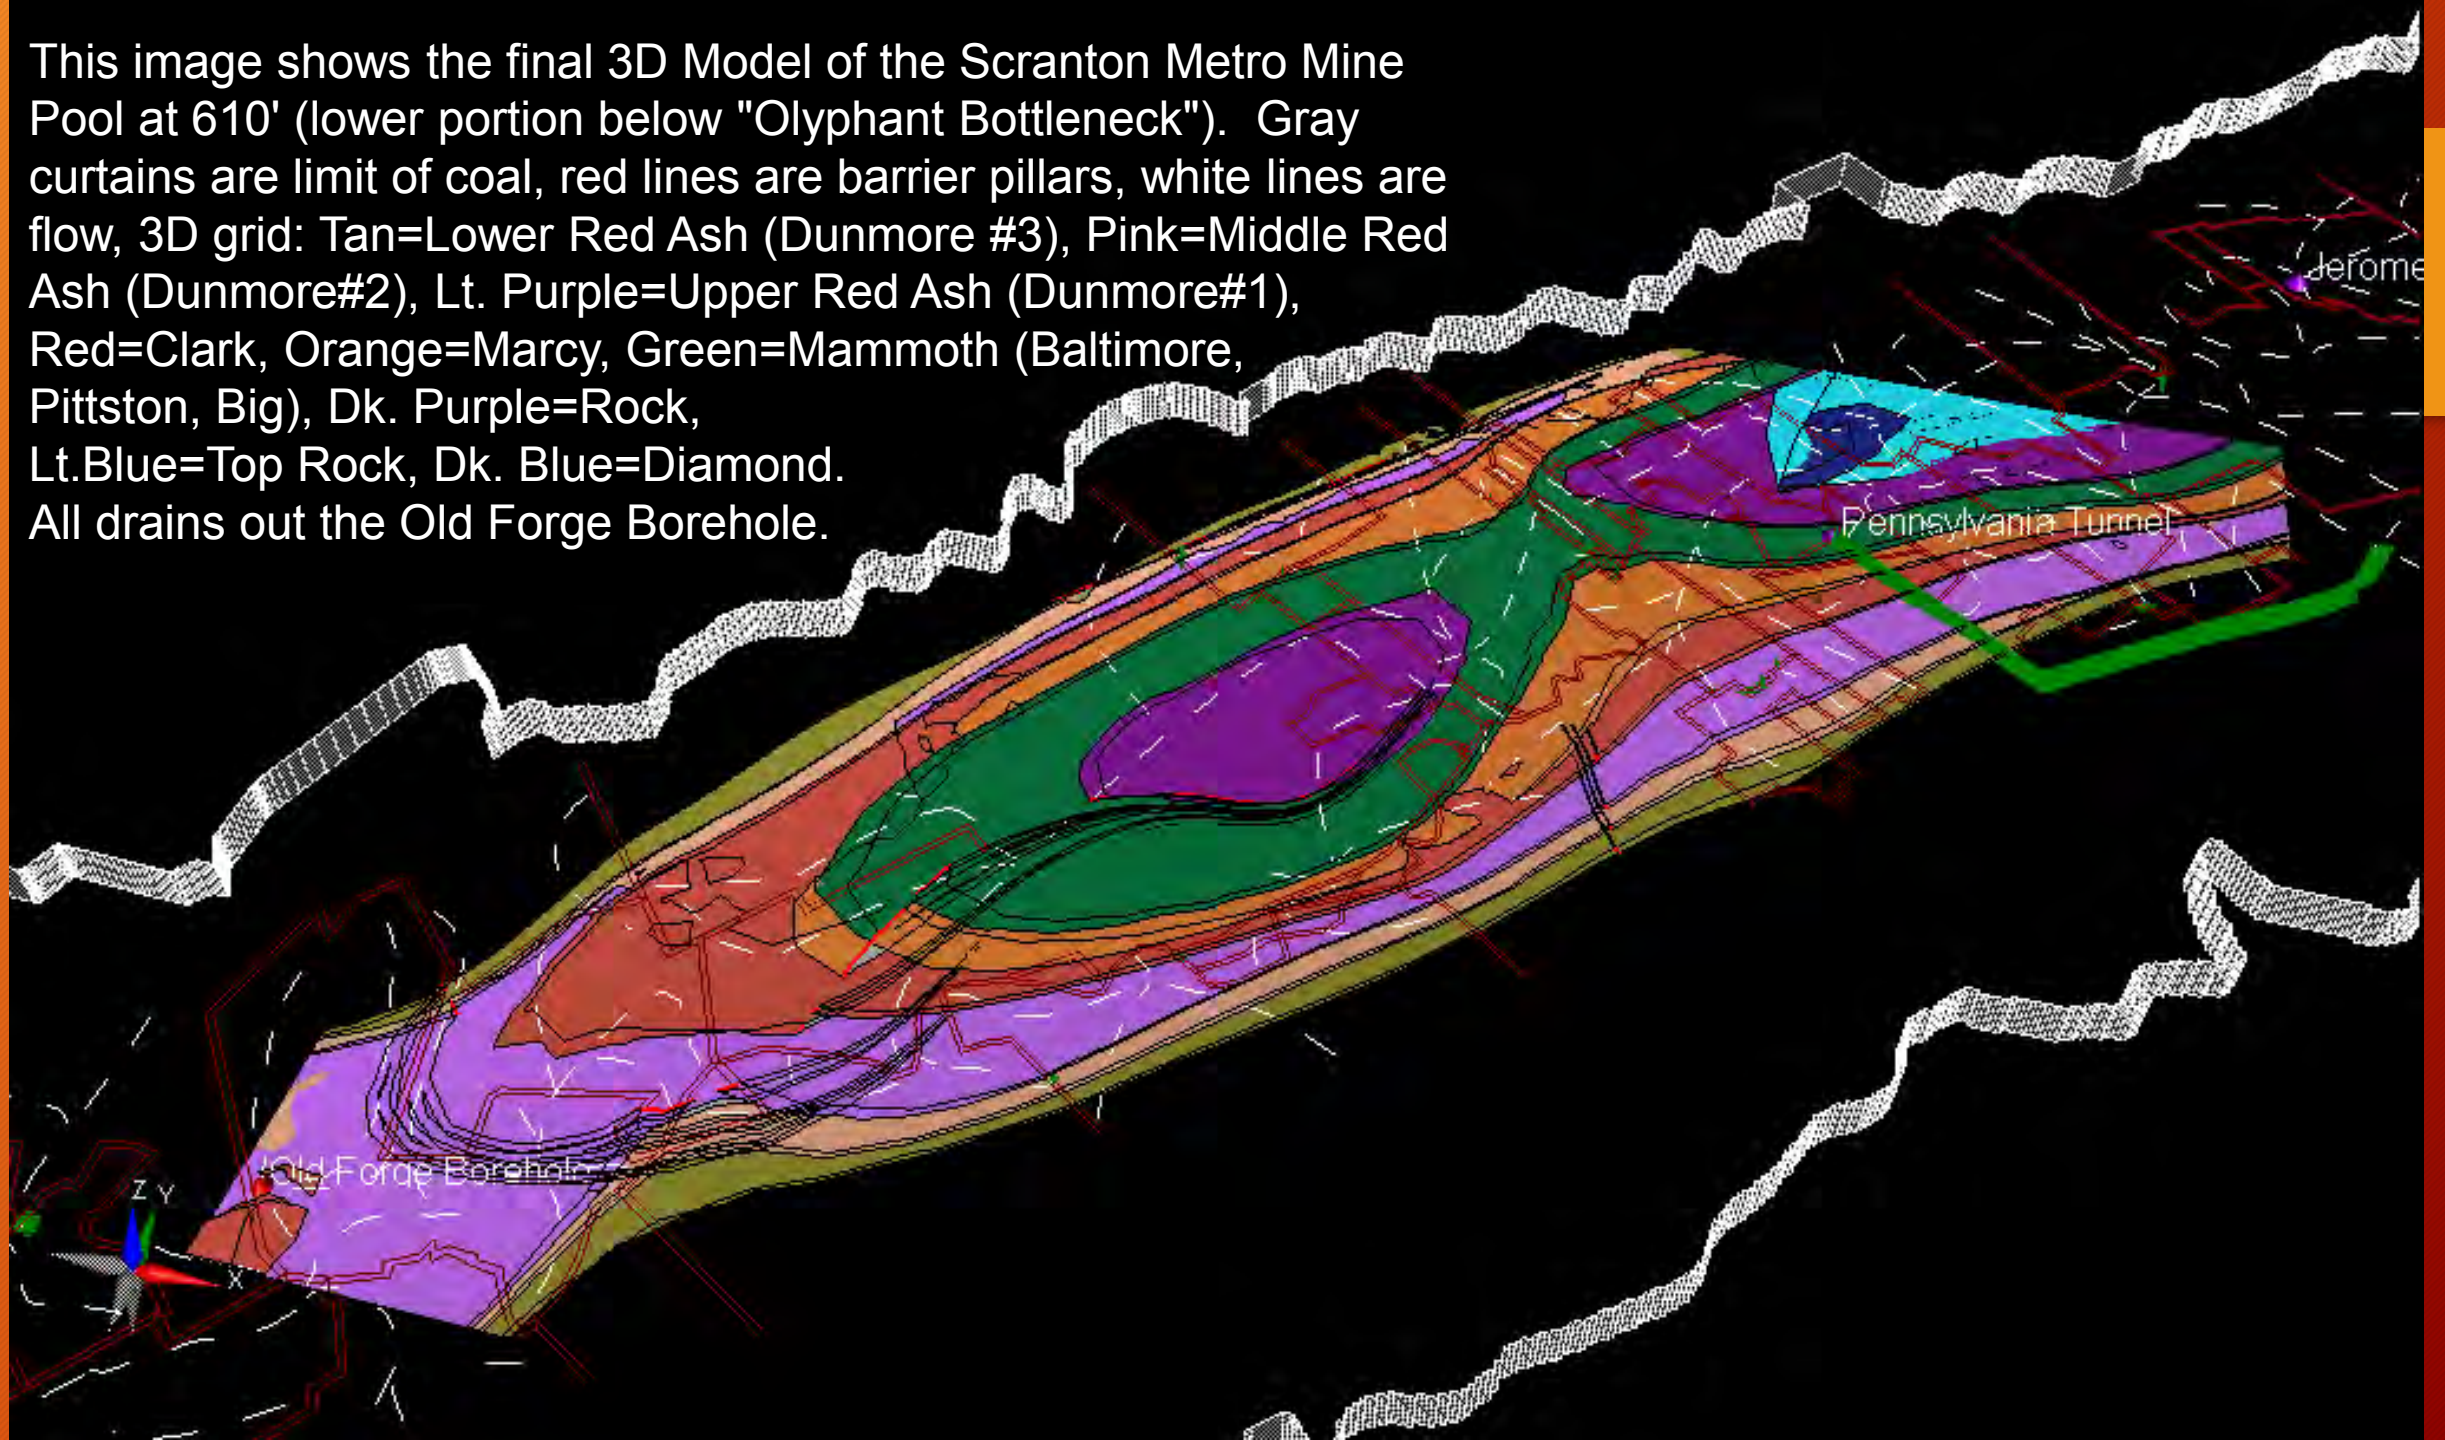 This image shows the final 3D Model of the Scranton Metro Mine
Pool at 610' (lower portion below "Olyphant Bottleneck").  Gray
curtains are limit of coal, red lines are barrier pillars, white lines are
flow, 3D grid: Tan=Lower Red Ash (Dunmore #3), Pink=Middle Red
Ash (Dunmore#2), Lt. Purple=Upper Red Ash (Dunmore#1),
Red=Clark, Orange=Marcy, Green=Mammoth (Baltimore,
Pittston, Big), Dk. Purple=Rock,
Lt.Blue=Top Rock, Dk. Blue=Diamond.
All drains out the Old Forge Borehole.
Jerome
Pennsylvania Tunnel
Old Forge Borehole
Z Y
X